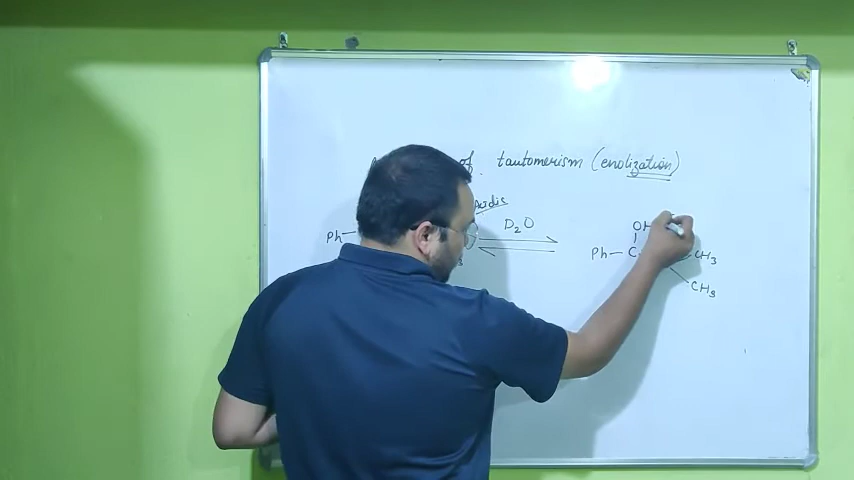 of tautomerism (enolization)
Acidic
Ph— D₂O OH
Ph—C CH₃
CH₃